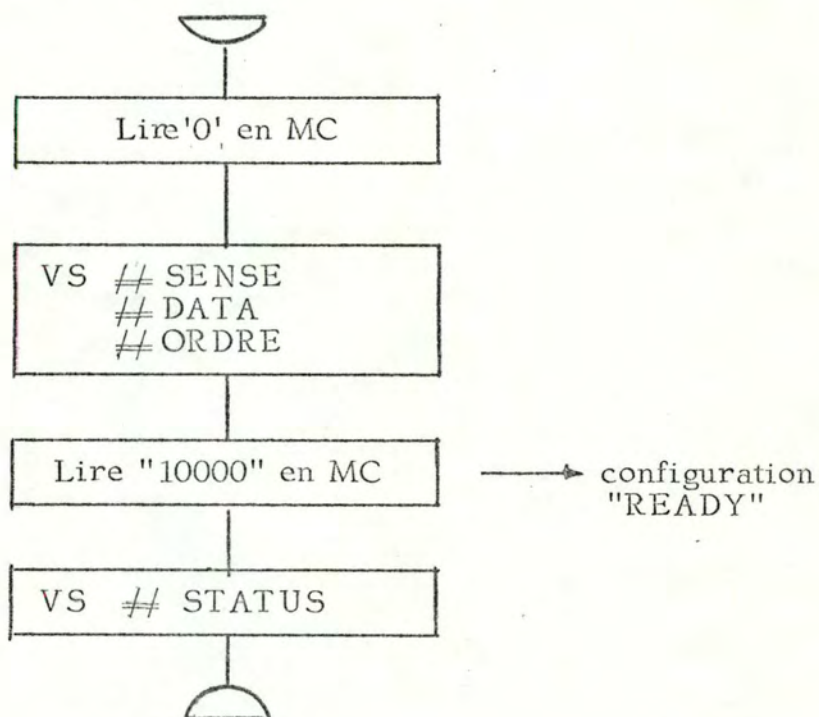 Lire '0' en MC
VS # SENSE
# DATA
# ORDRE
Lire "10000" en MC
configuration
"READY"
VS # STATUS